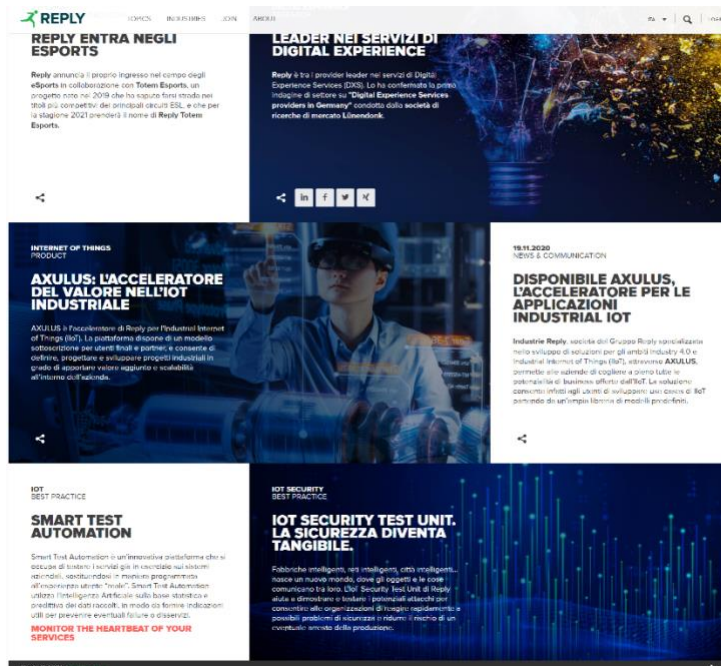 REPLY
TOPICS INDUSTRIES JOIN ABOUT
ITA
REPLY ENTRA NEGLI
ESPORTS
Reply annuncia il proprio ingresso nel campo degli
eSports in collaborazione con Totem Esports, un
progetto nato nel 2019 che ha saputo farsi strada nei
titoli più competitivi dei principali circuiti ESL, e che per
la stagione 2021 prenderà il nome di Reply Totem
Esports.
LEADER NEI SERVIZI DI
DIGITAL EXPERIENCE
Reply è tra i provider leader nei servizi di Digital
Experience Services (DXS). Lo ha confermato la prima
indagine di settore su "Digital Experience Services
providers in Germany" condotta dalla società di
ricerche di mercato Lünendonk.
INTERNET OF THINGS
PRODUCT
AXULUS: L'ACCELERATORE
DEL VALORE NELL'IOT
INDUSTRIALE
AXULUS è l'acceleratore di Reply per l'Industrial Internet
of Things (IIoT). La piattaforma dispone di un modello
sottoscrizione per utenti finali e partner, e consente di
definire, progettare e sviluppare progetti industriali in
grado di apportare valore aggiunto e scalabilità
all'interno dell'azienda.
19.11.2020
NEWS & COMMUNICATION
DISPONIBILE AXULUS,
L'ACCELERATORE PER LE
APPLICAZIONI
INDUSTRIAL IOT
Industrie Reply, società del Gruppo Reply specializzata
nello sviluppo di soluzioni per gli ambiti Industry 4.0 e
Industrial Internet of Things (IIoT), attraverso AXULUS,
permette alle aziende di cogliere a pieno tutte le
potenzialità di business offerte dall'IIoT. La soluzione
consente infatti agli utenti di sviluppare use cases di IIoT
partendo da un'ampia libreria di modelli predefiniti.
IOT
BEST PRACTICE
SMART TEST
AUTOMATION
Smart Test Automation è un'innovativa piattaforma che si
occupa di testare i servizi già in esercizio sui sistemi
aziendali, sostituendosi in maniera programmata
all'esperienza utente "reale". Smart Test Automation
utilizza l'Intelligenza Artificiale sulla base statistica e
predittiva dei dati raccolti, in modo da fornire indicazioni
utili per prevenire eventuali failure o disservizi.
MONITOR THE HEARTBEAT OF YOUR
SERVICES
IOT SECURITY
BEST PRACTICE
IOT SECURITY TEST UNIT.
LA SICUREZZA DIVENTA
TANGIBILE.
Fabbriche intelligenti, reti intelligenti, città intelligenti...
nasce un nuovo mondo, dove gli oggetti e le cose
comunicano tra loro. L'IoT Security Test Unit di Reply
aiuta a dimostrare e testare i potenziali attacchi per
consentire alle organizzazioni di reagire rapidamente a
possibili problemi di sicurezza e ridurre il rischio di un
eventuale arresto della produzione.